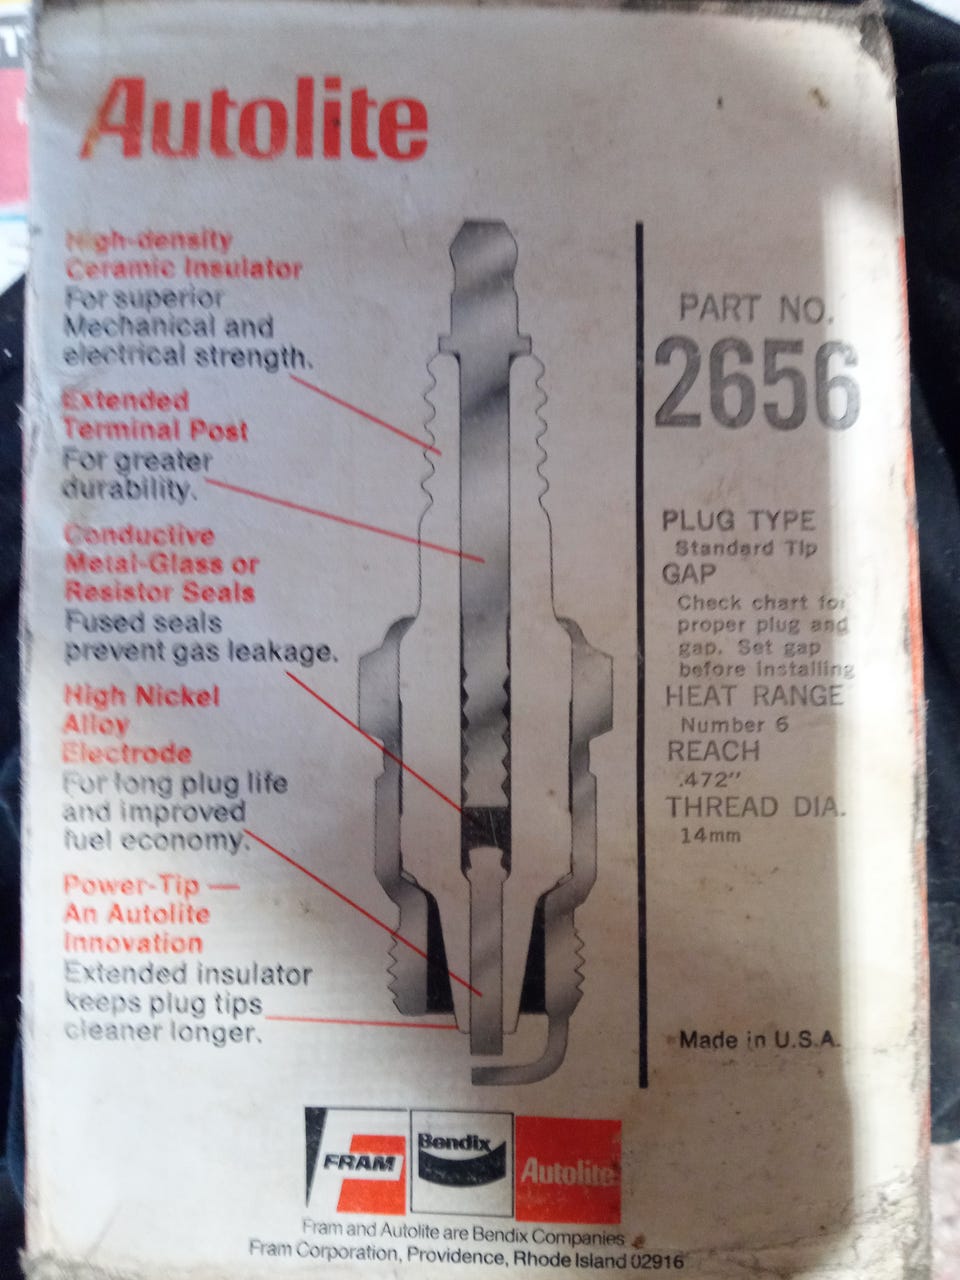 Autolite
High-density
Ceramic Insulator
For superior
Mechanical and
electrical strength.
Extended
Terminal Post
For greater
durability.
Conductive
Metal-Glass or
Resistor Seals
Fused seals
prevent gas leakage.
High Nickel
Alloy
Electrode
For long plug life
and improved
fuel economy.
Power-Tip —
An Autolite
Innovation
Extended insulator
keeps plug tips
cleaner longer.
PART NO.
2656
PLUG TYPE
Standard Tip
GAP
Check chart for
proper plug and
gap. Set gap
before installing
HEAT RANGE
Number 6
REACH
.472"
THREAD DIA.
14mm
Made in U.S.A.
FRAM
Bendix
Autolite
Fram and Autolite are Bendix Companies
Fram Corporation, Providence, Rhode Island 02916